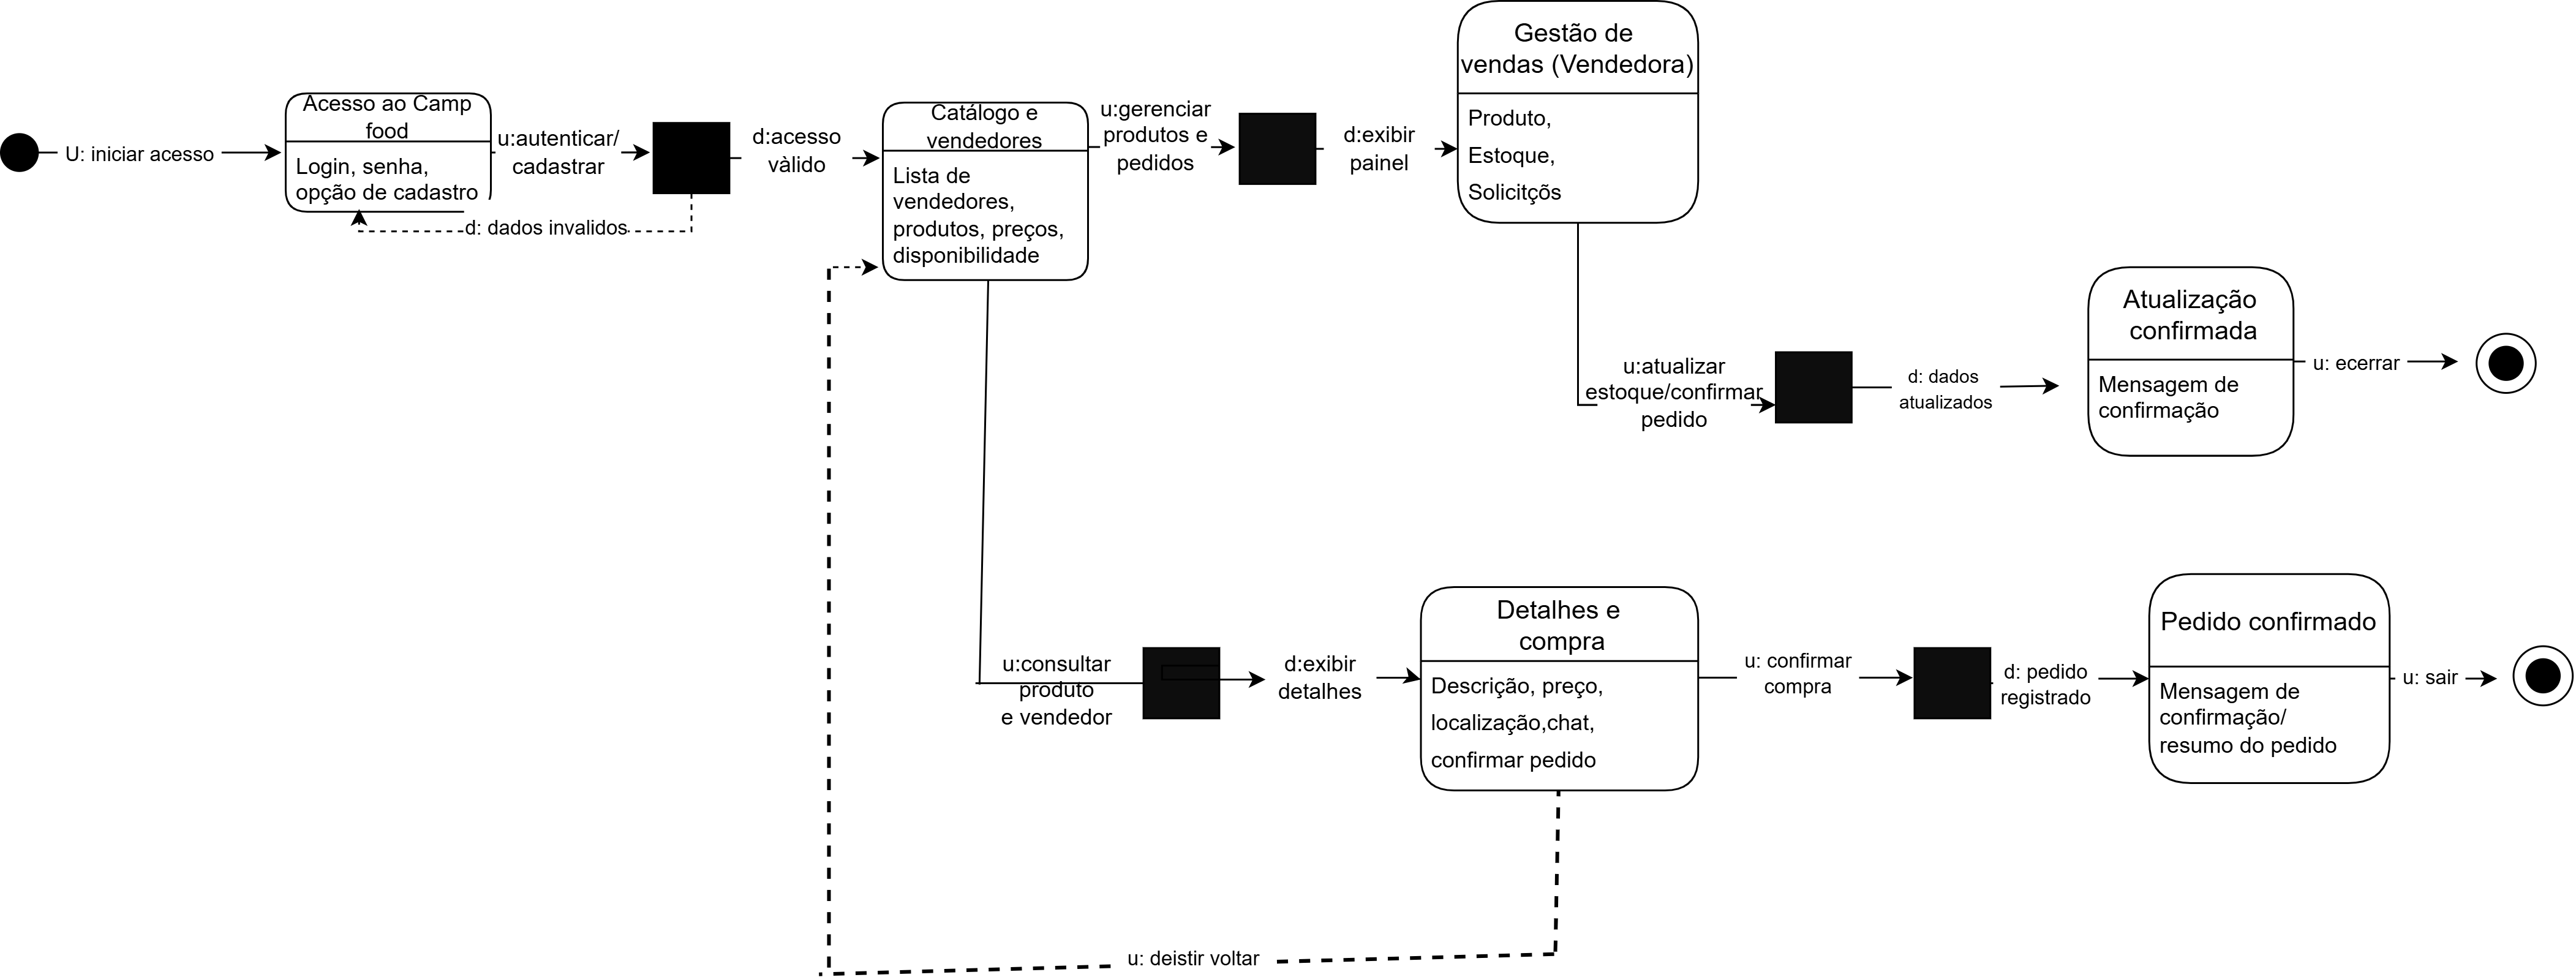 U: iniciar acesso
Acesso ao Camp
food
Login, senha,
opção de cadastro
u:autenticar/
cadastrar
d: dados invalidos
d:acesso
vàlido
Catálogo e
vendedores
Lista de
vendedores,
produtos, preços,
disponibilidade
u:gerenciar
produtos e
pedidos
d:exibir
painel
Gestão de
vendas (Vendedora)
Produto,
Estoque,
Solicitçõs
u:atualizar
estoque/confirmar
pedido
d: dados
atualizados
Atualização
confirmada
Mensagem de
confirmação
u: ecerrar
u:consultar
produto
e vendedor
d:exibir
detalhes
Detalhes e
compra
Descrição, preço,
localização,chat,
confirmar pedido
u: confirmar
compra
d: pedido
registrado
Pedido confirmado
Mensagem de
confirmação/
resumo do pedido
u: sair
u: deistir voltar